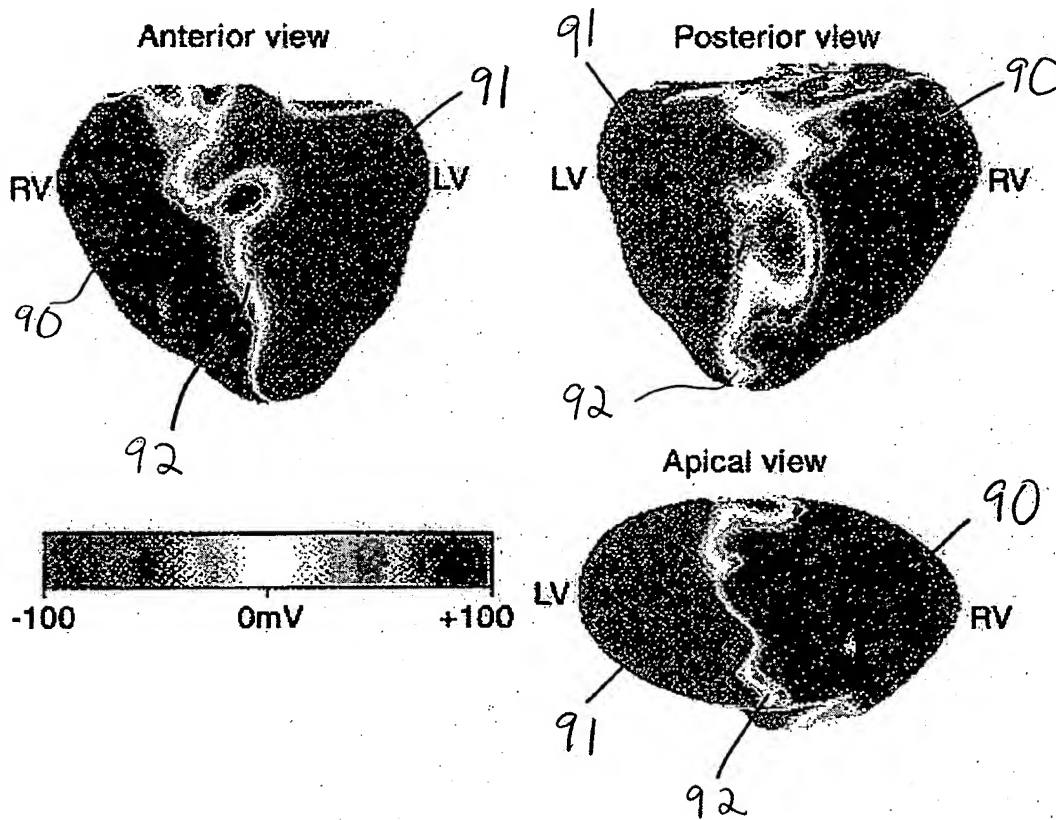 Anterior view
91
RV
LV
90
92
91
Posterior view
90
LV
RV
92
-100 0mV +100
Apical view
90
LV
RV
91
92